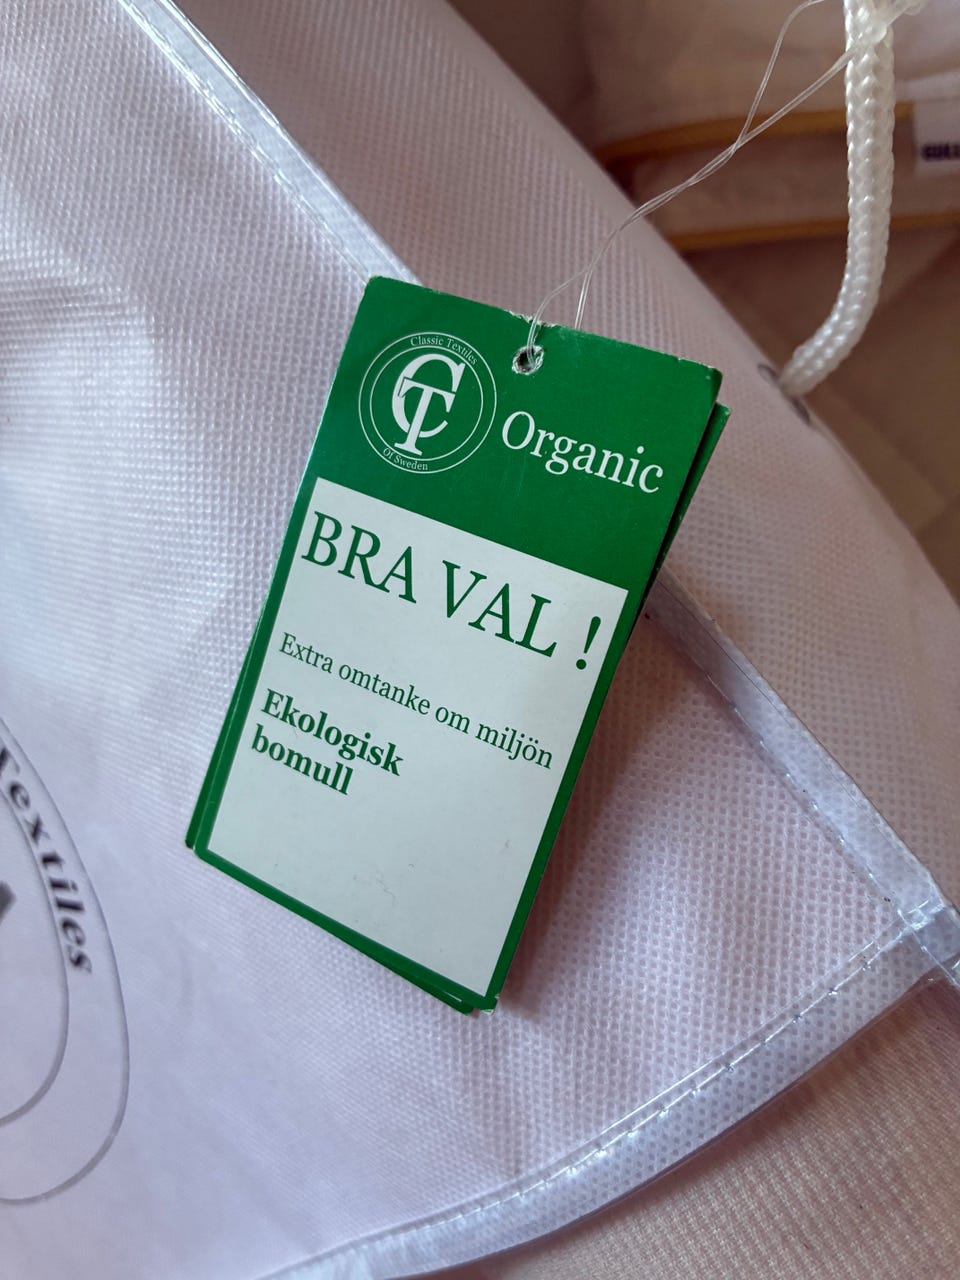 Classic Textiles
CT
Of Sweden
Organic
BRA VAL !
Extra omtanke om miljön
Ekologisk
bomull
Textiles